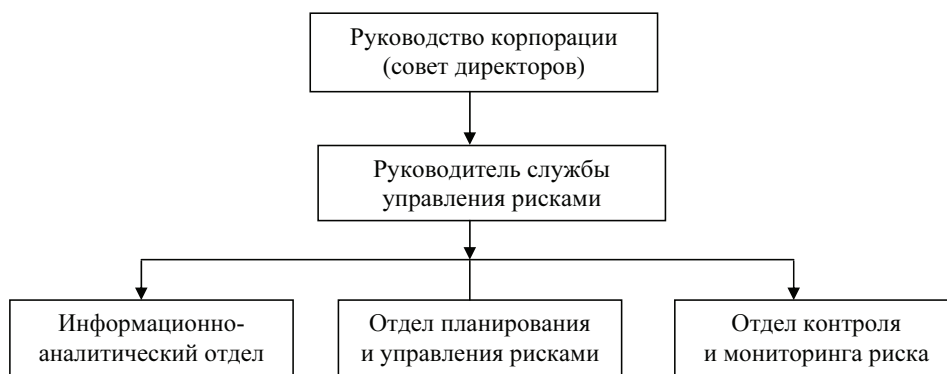 Руководство корпорации
(совет директоров)
Руководитель службы
управления рисками
Информационно-
аналитический отдел
Отдел планирования
и управления рисками
Отдел контроля
и мониторинга риска